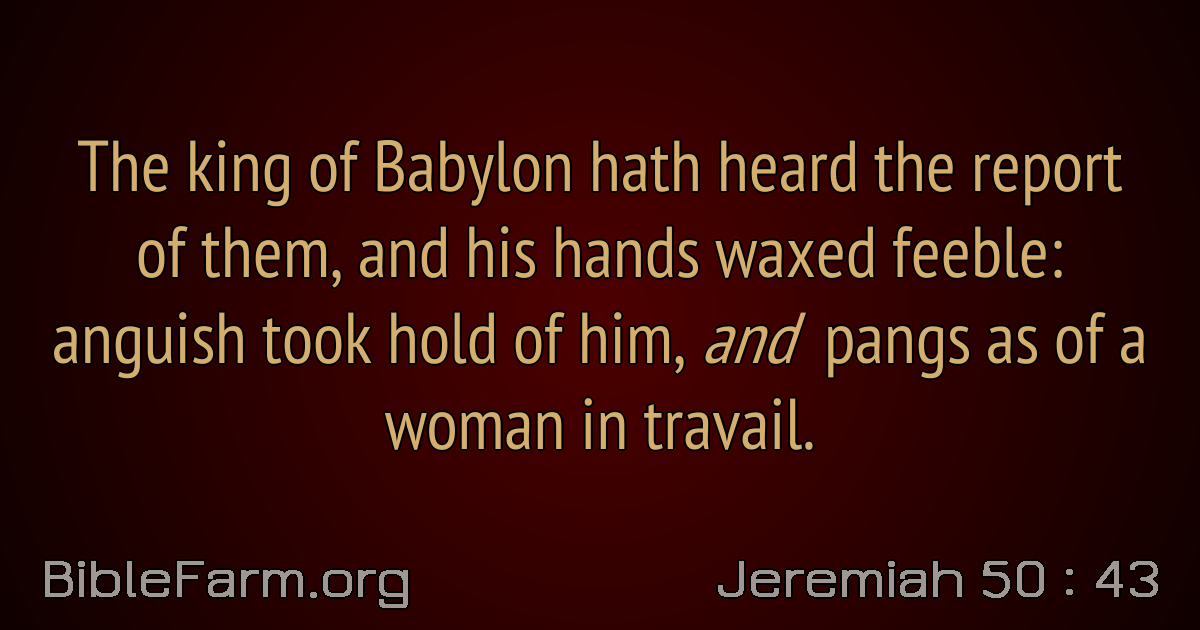 The king of Babylon hath heard the report
of them, and his hands waxed feeble:
anguish took hold of him, and pangs as of a
woman in travail.
BibleFarm.org
Jeremiah 50 : 43